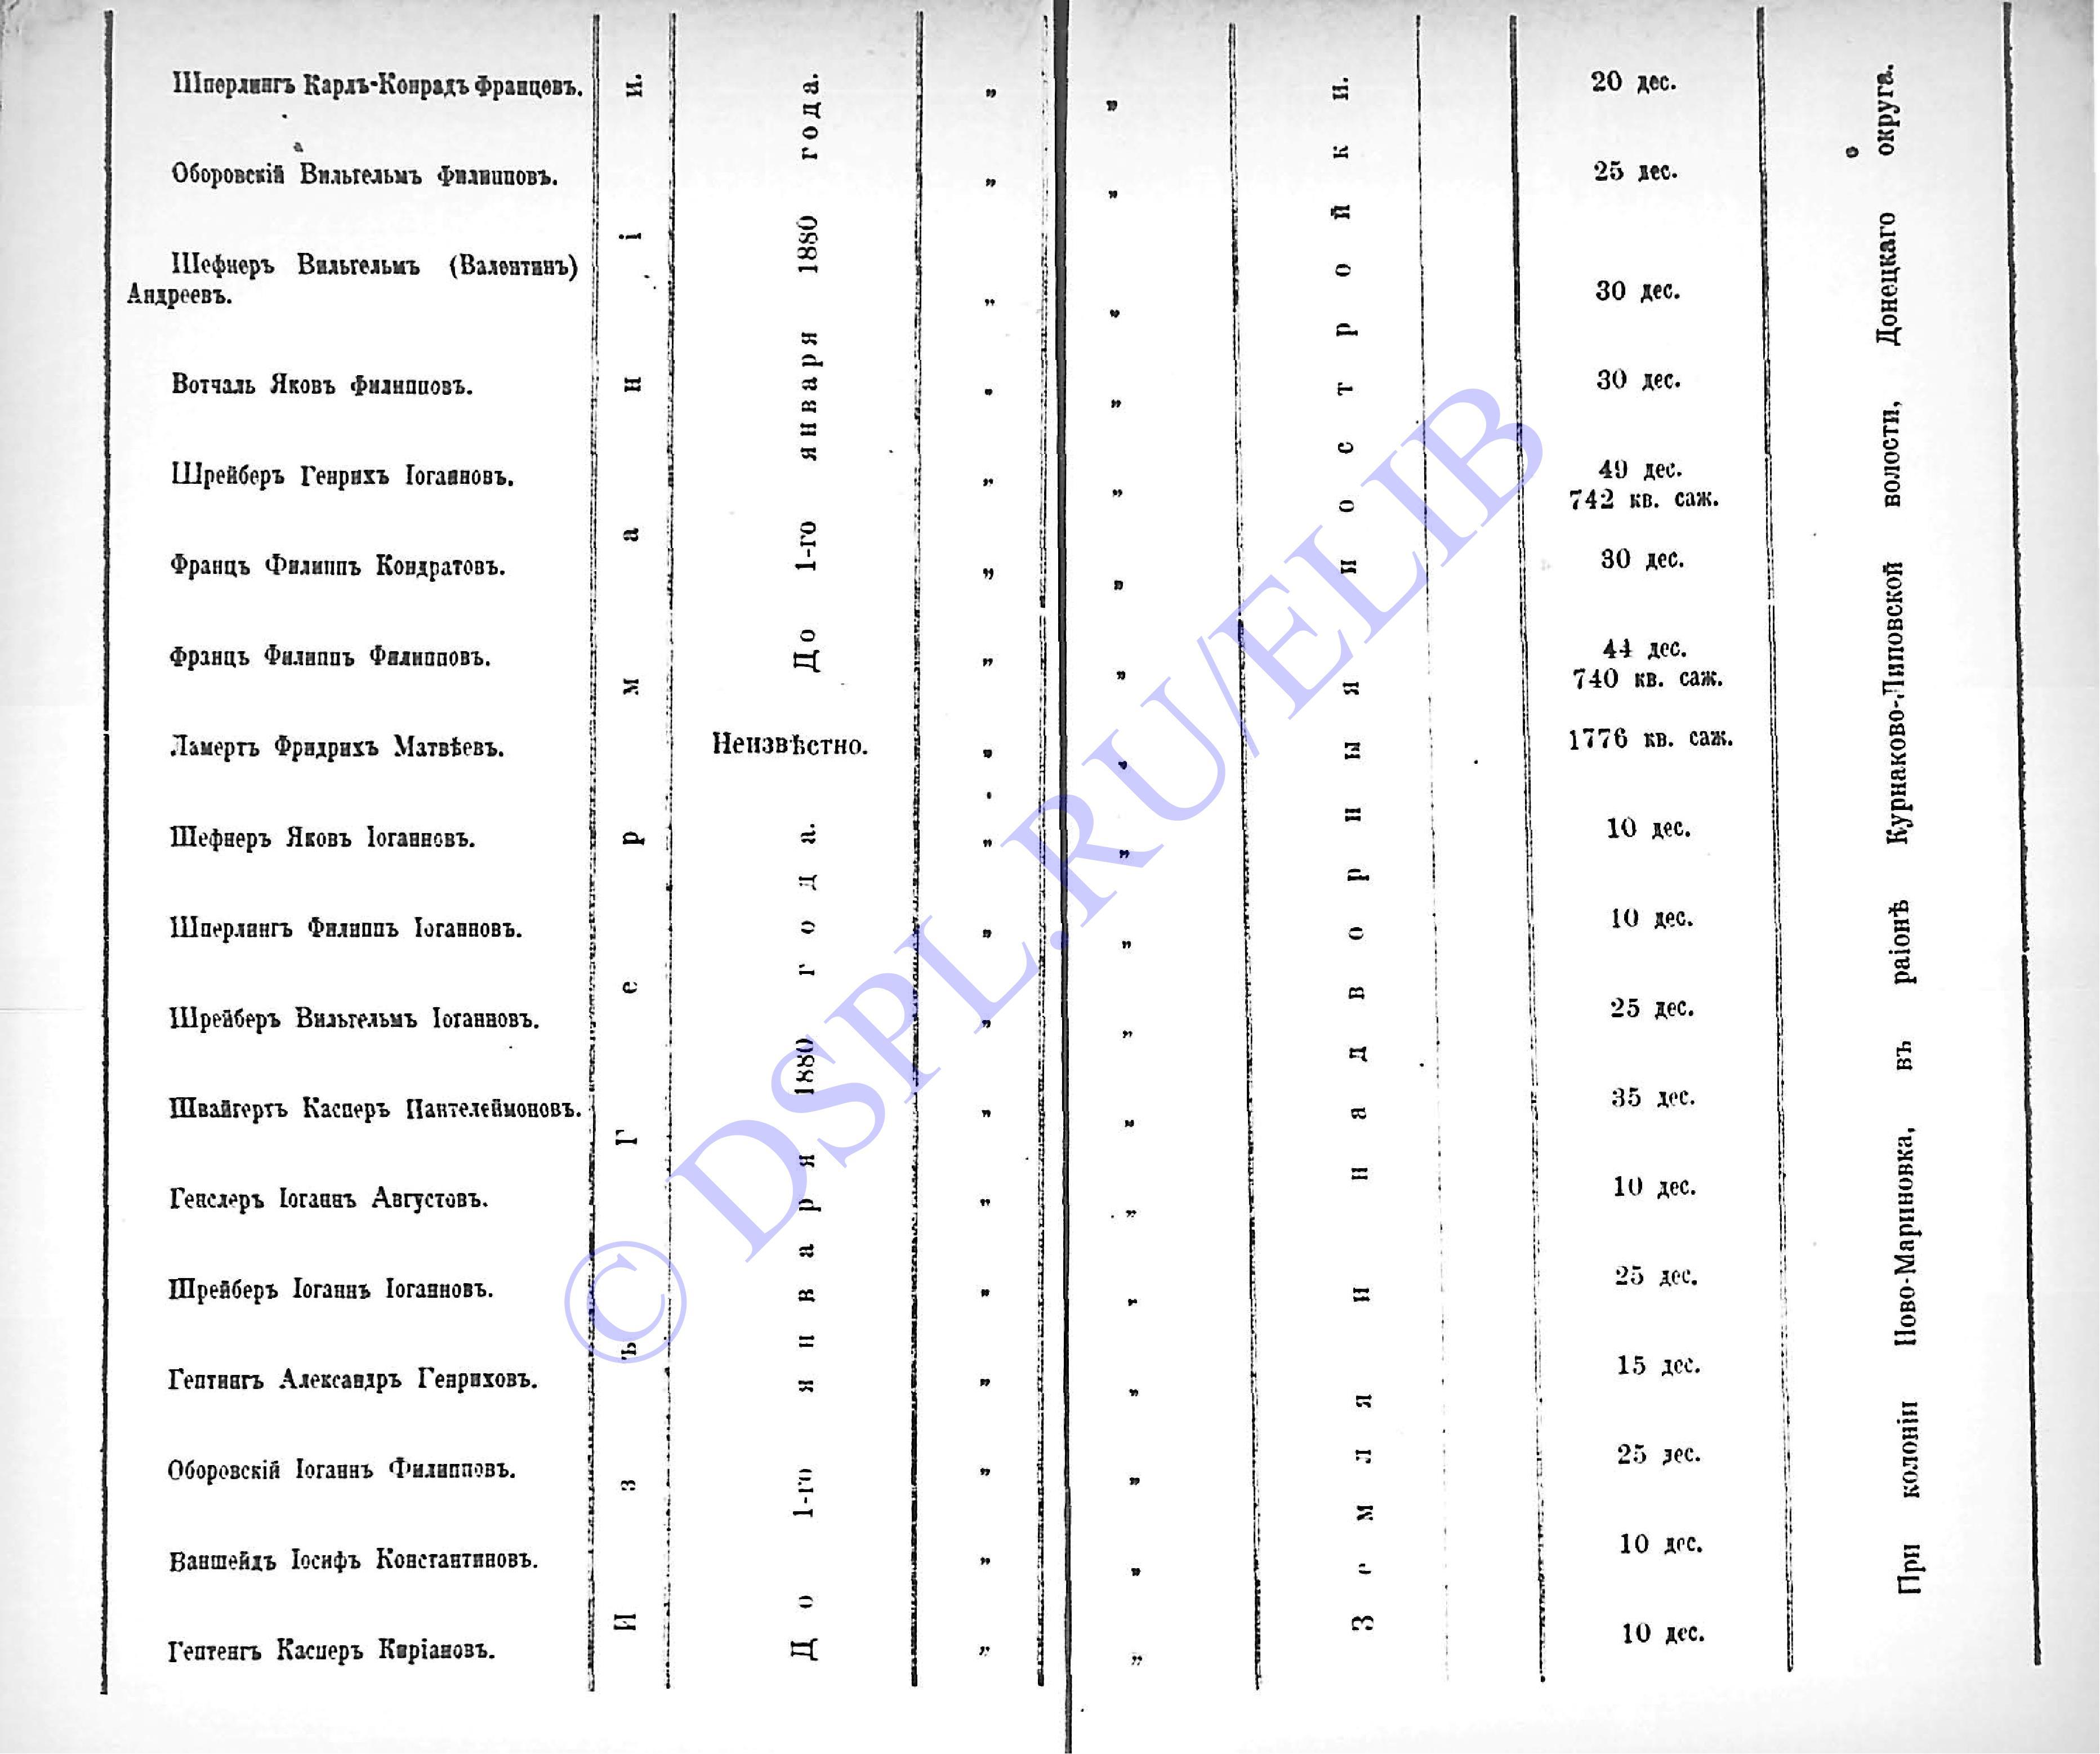 Шперлингъ Карлъ-Конрадъ Францевъ. „ „ 20 дес.
Оборовскій Вильгельмъ Филипповъ. „ „ 25 дес.
Шефнеръ Вильгельмъ (Валентинъ)
Андреевъ. „ „ 30 дес.
Вотчаль Яковъ Филипповъ. „ „ 30 дес.
Шрейберъ Генрихъ Іоганновъ. „ „ 49 дес.
742 кв. саж.
Францъ Филиппъ Кондратовъ. „ „ 30 дес.
Францъ Филиппъ Филипповъ. „ „ 44 дес.
740 кв. саж.
Ламертъ Фридрихъ Матвѣевъ. Неизвѣстно. „ „ 1776 кв. саж.
Шефнеръ Яковъ Іоганновъ. „ „ 10 дес.
Шперлингъ Филиппъ Іоганновъ. „ „ 10 дес.
Шрейберъ Вильгельмъ Іоганновъ. „ „ 25 дес.
Швайгертъ Касперъ Пантелеймоновъ. „ „ 35 дес.
Генслеръ Іоганнъ Августовъ. „ „ 10 дес.
Шрейберъ Іоганнъ Іоганновъ. „ „ 25 дес.
Гептингъ Александръ Генриховъ. „ „ 15 дес.
Оборовскій Іоганнъ Филипповъ. „ „ 25 дес.
Ваншейдъ Іосифъ Константиновъ. „ „ 10 дес.
Гептенгъ Касперъ Киріановъ. „ „ 10 дес.
Изъ Германіи.
До 1-го января 1880 года.
До 1-го января 1880 года.
Земля и надворныя постройки.
При колоніи Ново-Мариновка, въ раіонѣ Курнаково-Липовской волости, Донецкаго округа.
© DSPL.RU/ELIB